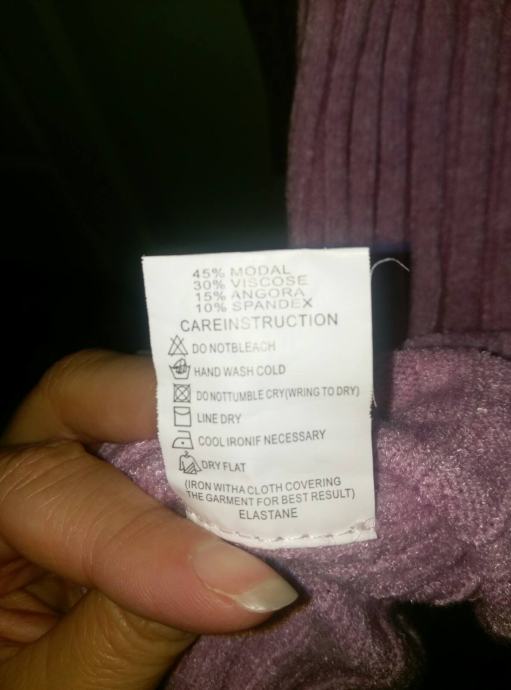 45% MODAL
30% VISCOSE
15% ANGORA
10% SPANDEX
CAREINSTRUCTION
DO NOTBLEACH
HAND WASH COLD
DO NOTTUMBLE CRY(WRING TO DRY)
LINE DRY
COOL IRONIF NECESSARY
DRY FLAT
(IRON WITHA CLOTH COVERING
THE GARMENT FOR BEST RESULT)
ELASTANE